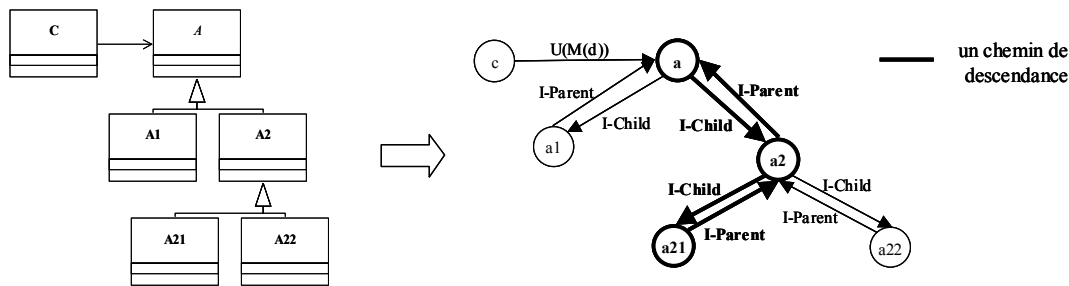 C
A
A1
A2
A21
A22
c
U(M(d))
a
I-Parent
I-Child
a1
I-Parent
I-Child
a2
I-Child
I-Parent
a21
I-Child
I-Parent
a22
un chemin de
descendance